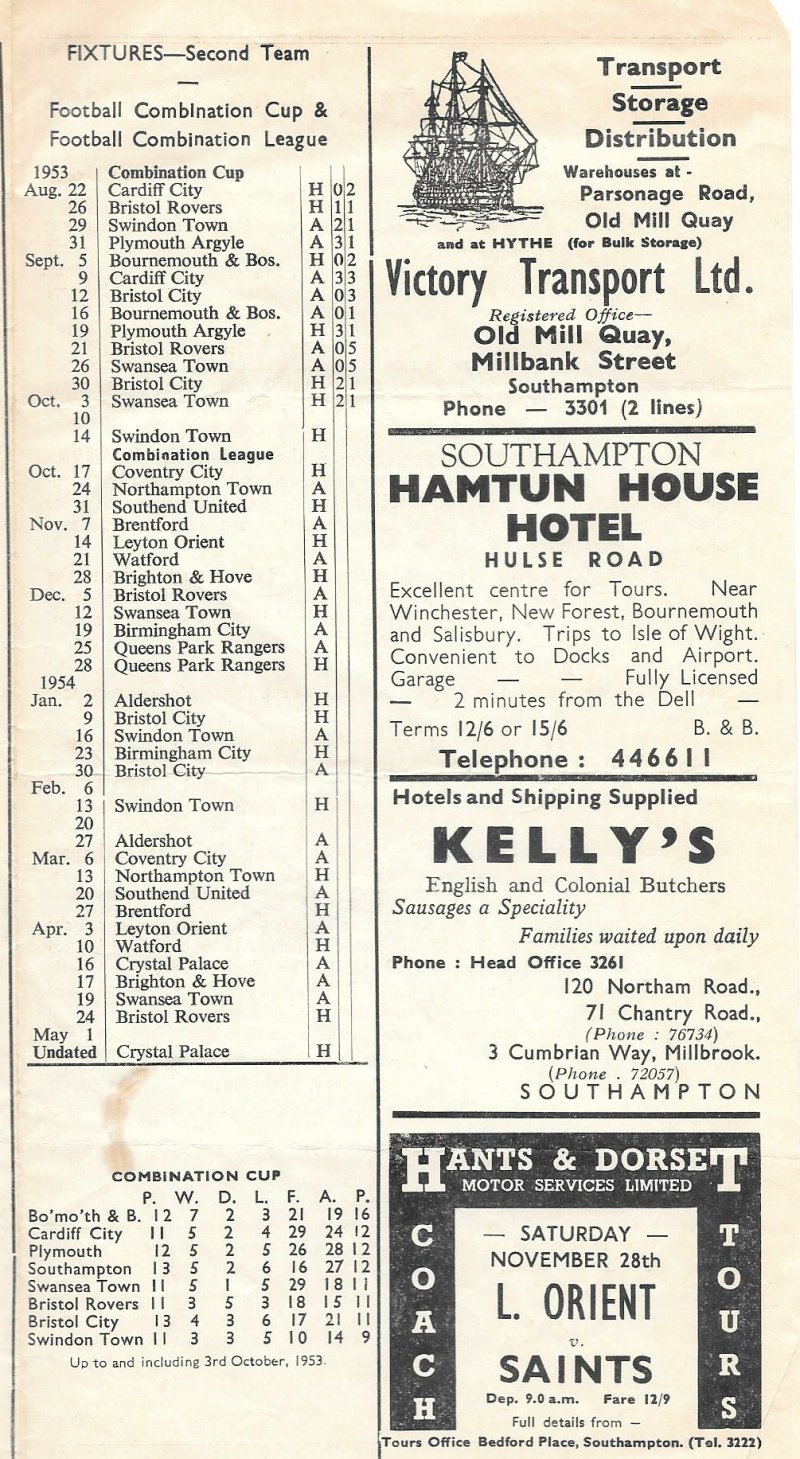 FIXTURES—Second Team
—
Football Combination Cup &
Football Combination League
1953 Combination Cup
Aug. 22 Cardiff City H 0 2
26 Bristol Rovers H 1 1
29 Swindon Town A 2 1
31 Plymouth Argyle A 3 1
Sept. 5 Bournemouth & Bos. H 0 2
9 Cardiff City A 3 3
12 Bristol City A 0 3
16 Bournemouth & Bos. A 0 1
19 Plymouth Argyle H 3 1
21 Bristol Rovers A 0 5
26 Swansea Town A 0 5
30 Bristol City H 2 1
Oct. 3 Swansea Town H 2 1
10
14 Swindon Town H
Combination League
Oct. 17 Coventry City H
24 Northampton Town A
31 Southend United H
Nov. 7 Brentford A
14 Leyton Orient H
21 Watford A
28 Brighton & Hove H
Dec. 5 Bristol Rovers A
12 Swansea Town H
19 Birmingham City A
25 Queens Park Rangers A
28 Queens Park Rangers H
1954
Jan. 2 Aldershot H
9 Bristol City H
16 Swindon Town A
23 Birmingham City H
30 Bristol City A
Feb. 6
13 Swindon Town H
20
27 Aldershot A
Mar. 6 Coventry City A
13 Northampton Town H
20 Southend United A
27 Brentford H
Apr. 3 Leyton Orient A
10 Watford H
16 Crystal Palace A
17 Brighton & Hove A
19 Swansea Town A
24 Bristol Rovers H
May 1
Undated Crystal Palace H
COMBINATION CUP
P. W. D. L. F. A. P.
Bo'mo'th & B. 12 7 2 3 21 19 16
Cardiff City 11 5 2 4 29 24 12
Plymouth 12 5 2 5 26 28 12
Southampton 13 5 2 6 16 27 12
Swansea Town 11 5 1 5 29 18 11
Bristol Rovers 11 3 5 3 18 15 11
Bristol City 13 4 3 6 17 21 11
Swindon Town 11 3 3 5 10 14 9
Up to and including 3rd October, 1953.
Transport
Storage
Distribution
Warehouses at -
Parsonage Road,
Old Mill Quay
and at HYTHE (for Bulk Storage)
Victory Transport Ltd.
Registered Office—
Old Mill Quay,
Millbank Street
Southampton
Phone — 3301 (2 lines)
SOUTHAMPTON
HAMTUN HOUSE
HOTEL
HULSE ROAD
Excellent centre for Tours. Near
Winchester, New Forest, Bournemouth
and Salisbury. Trips to Isle of Wight.
Convenient to Docks and Airport.
Garage — — Fully Licensed
— 2 minutes from the Dell —
Terms 12/6 or 15/6 B. & B.
Telephone : 446611
Hotels and Shipping Supplied
KELLY'S
English and Colonial Butchers
Sausages a Speciality
Families waited upon daily
Phone : Head Office 3261
120 Northam Road.,
71 Chantry Road.,
(Phone : 76734)
3 Cumbrian Way, Millbrook.
(Phone . 72057)
SOUTHAMPTON
HANTS & DORSET
MOTOR SERVICES LIMITED
COACH
— SATURDAY —
NOVEMBER 28th
L. ORIENT
v.
SAINTS
Dep. 9.0 a.m. Fare 12/9
Full details from —
TOURS
Tours Office Bedford Place, Southampton. (Tel. 3222)